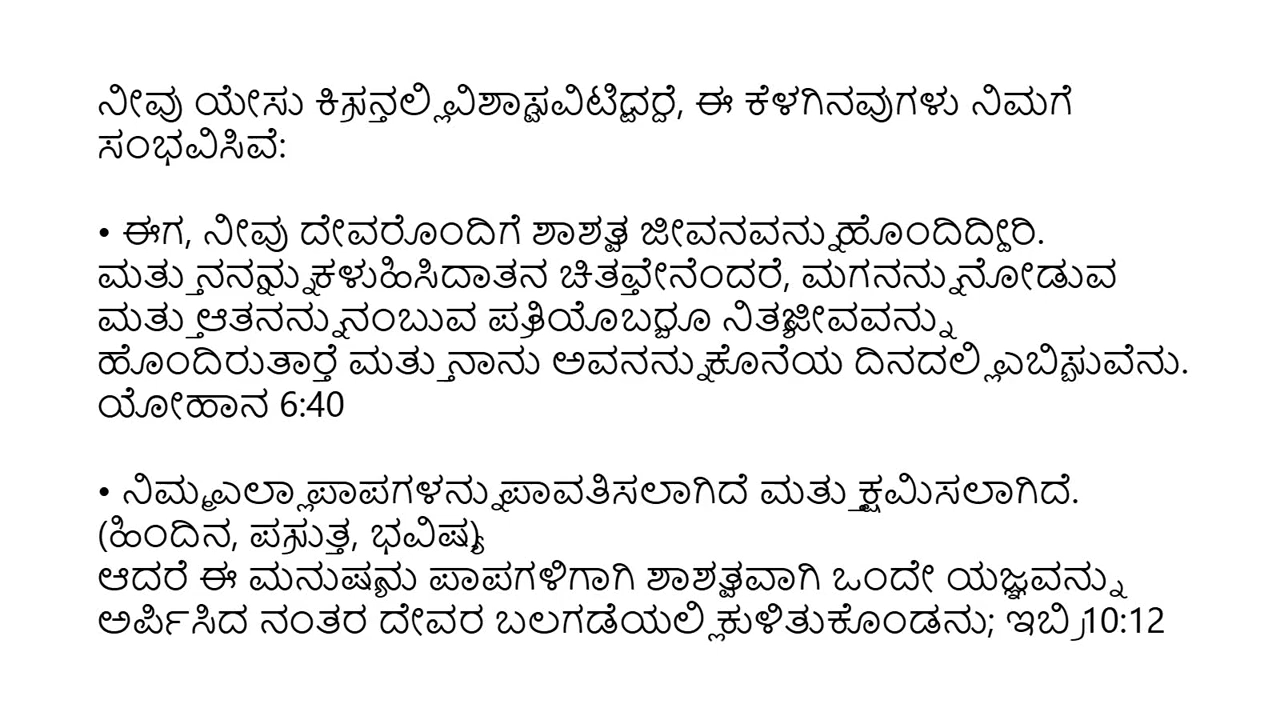 ನೀವು ಯೇಸು ಕ್ರಿಸ್ತನಲ್ಲಿ ವಿಶ್ವಾಸವಿಟ್ಟಿದ್ದರೆ, ಈ ಕೆಳಗಿನವುಗಳು ನಿಮಗೆ
ಸಂಭವಿಸಿವೆ:
• ಈಗ, ನೀವು ದೇವರೊಂದಿಗೆ ಶಾಶ್ವತ ಜೀವನವನ್ನು ಹೊಂದಿದ್ದೀರಿ.
ಮತ್ತು ನನ್ನನ್ನು ಕಳುಹಿಸಿದಾತನ ಚಿತ್ತವೇನೆಂದರೆ, ಮಗನನ್ನು ನೋಡುವ
ಮತ್ತು ಆತನನ್ನು ನಂಬುವ ಪ್ರತಿಯೊಬ್ಬರೂ ನಿತ್ಯಜೀವವನ್ನು
ಹೊಂದಿರುತ್ತಾರೆ ಮತ್ತು ನಾನು ಅವನನ್ನು ಕೊನೆಯ ದಿನದಲ್ಲಿ ಎಬ್ಬಿಸುವೆನು.
ಯೋಹಾನ 6:40
• ನಿಮ್ಮ ಎಲ್ಲಾ ಪಾಪಗಳನ್ನು ಪಾವತಿಸಲಾಗಿದೆ ಮತ್ತು ಕ್ಷಮಿಸಲಾಗಿದೆ.
(ಹಿಂದಿನ, ಪ್ರಸ್ತುತ, ಭವಿಷ್ಯ)
ಆದರೆ ಈ ಮನುಷ್ಯನು ಪಾಪಗಳಿಗಾಗಿ ಶಾಶ್ವತವಾಗಿ ಒಂದೇ ಯಜ್ಞವನ್ನು
ಅರ್ಪಿಸಿದ ನಂತರ ದೇವರ ಬಲಗಡೆಯಲ್ಲಿ ಕುಳಿತುಕೊಂಡನು; ಇಬ್ರಿ 10:12